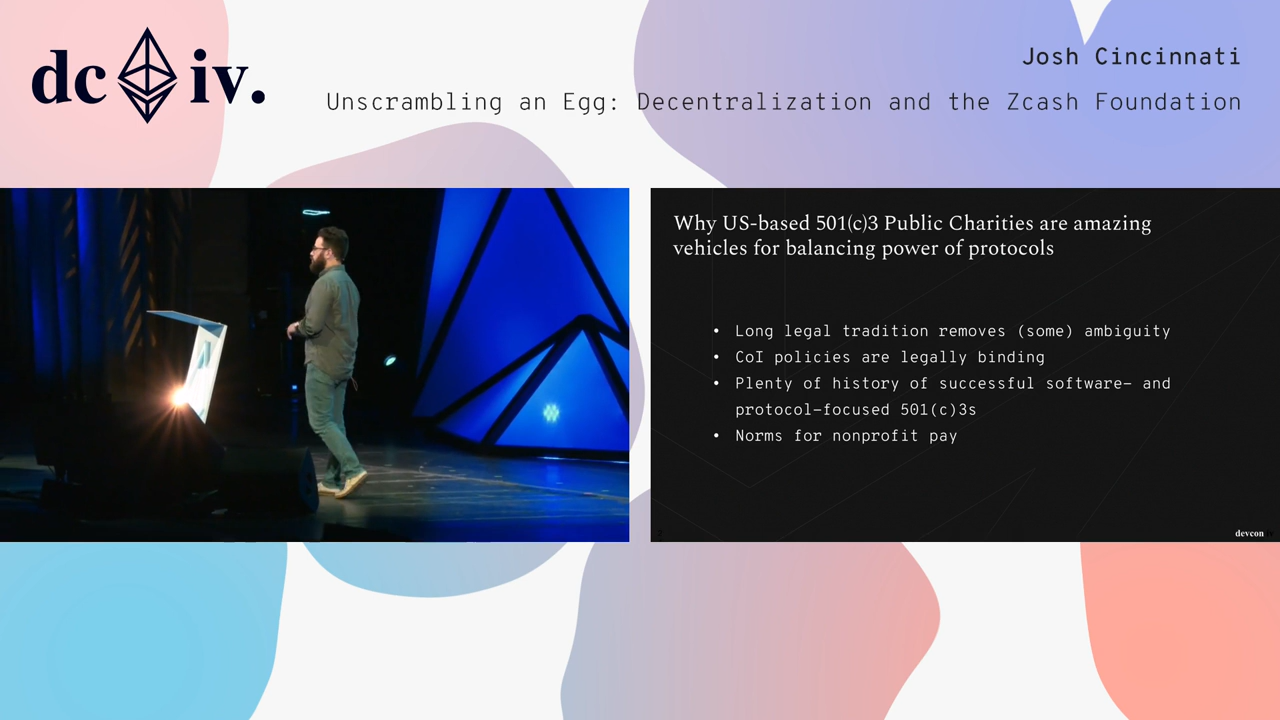 dc iv.
Josh Cincinnati
Unscrambling an Egg: Decentralization and the Zcash Foundation
Why US-based 501(c)3 Public Charities are amazing
vehicles for balancing power of protocols
• Long legal tradition removes (some) ambiguity
• CoI policies are legally binding
• Plenty of history of successful software- and
protocol-focused 501(c)3s
• Norms for nonprofit pay
devcon